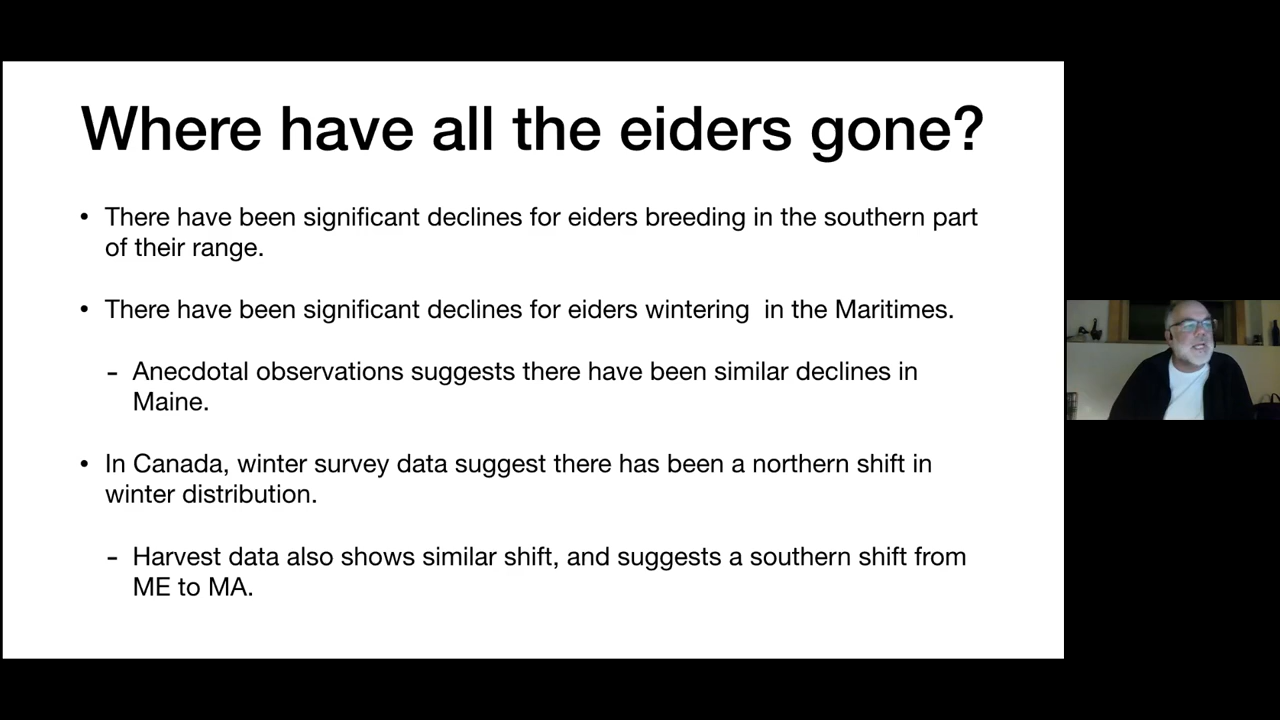 Where have all the eiders gone?
• There have been significant declines for eiders breeding in the southern part
of their range.
• There have been significant declines for eiders wintering  in the Maritimes.
- Anecdotal observations suggests there have been similar declines in
Maine.
• In Canada, winter survey data suggest there has been a northern shift in
winter distribution.
- Harvest data also shows similar shift, and suggests a southern shift from
ME to MA.